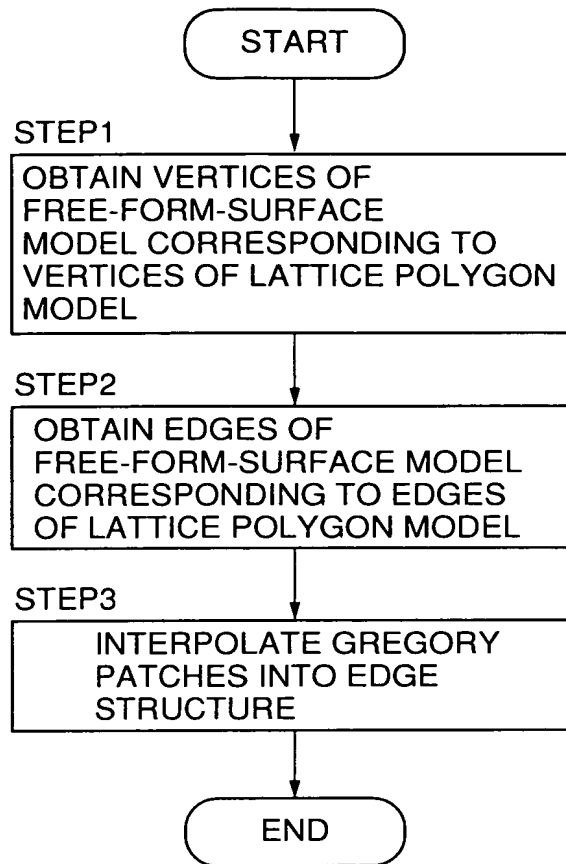 START
STEP1
OBTAIN VERTICES OF
FREE-FORM-SURFACE
MODEL CORRESPONDING TO
VERTICES OF LATTICE POLYGON
MODEL
STEP2
OBTAIN EDGES OF
FREE-FORM-SURFACE MODEL
CORRESPONDING TO EDGES
OF LATTICE POLYGON MODEL
STEP3
INTERPOLATE GREGORY
PATCHES INTO EDGE
STRUCTURE
END